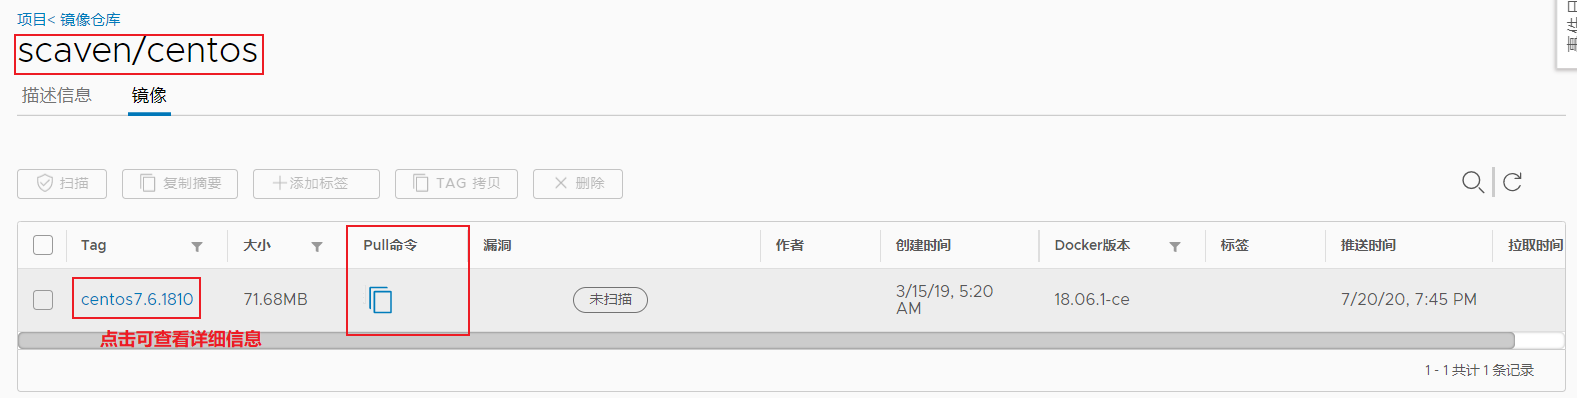 项目< 镜像仓库
scaven/centos
描述信息 镜像
扫描 复制摘要 +添加标签 TAG 拷贝 × 删除
Tag 大小 Pull命令 漏洞 作者 创建时间 Docker版本 标签 推送时间 拉取时间
centos7.6.1810 71.68MB 未扫描 3/15/19, 5:20 AM 18.06.1-ce 7/20/20, 7:45 PM
点击可查看详细信息
1 - 1 共计 1 条记录
事件日